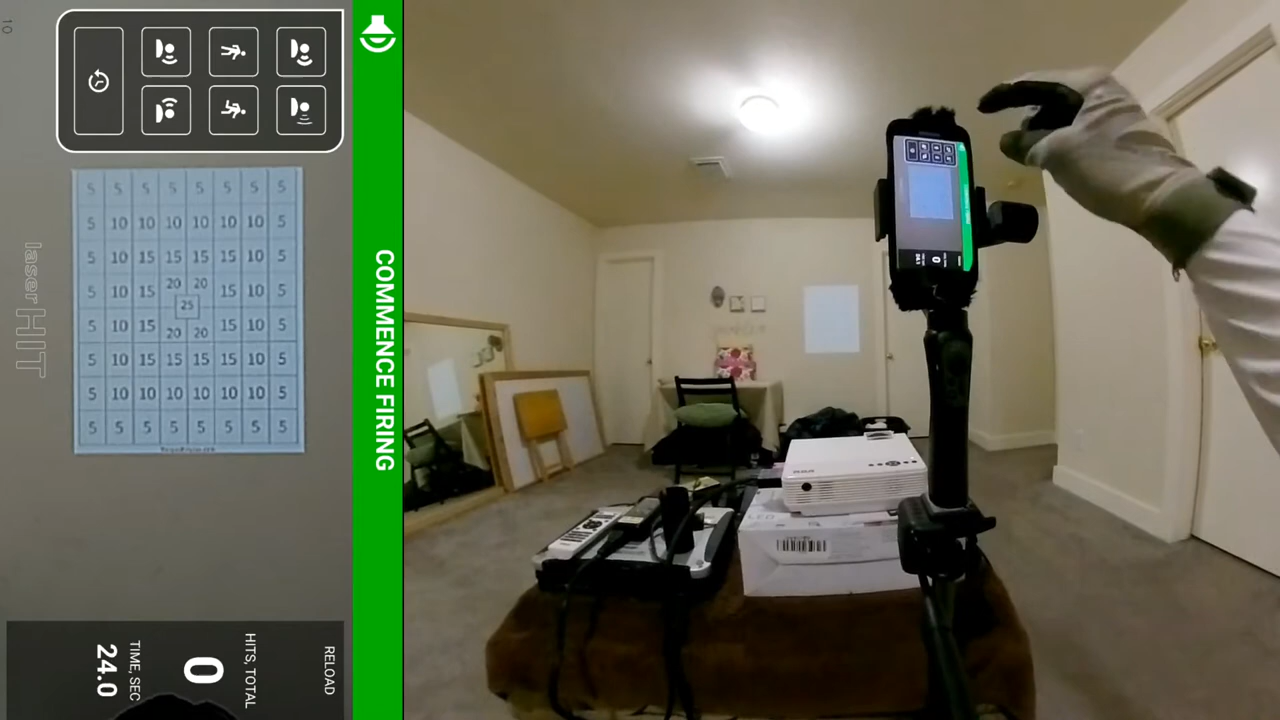 10
5 5 5 5 5 5 5 5
5 10 10 10 10 10 10 5
5 10 15 15 15 15 10 5
5 10 15 20 20 15 10 5
25
5 10 15 20 20 15 10 5
5 10 15 15 15 15 10 5
5 10 10 10 10 10 10 5
5 5 5 5 5 5 5 5
laserHIT
COMMENCE FIRING
RELOAD
HITS, TOTAL
0
TIME, SEC
24.0